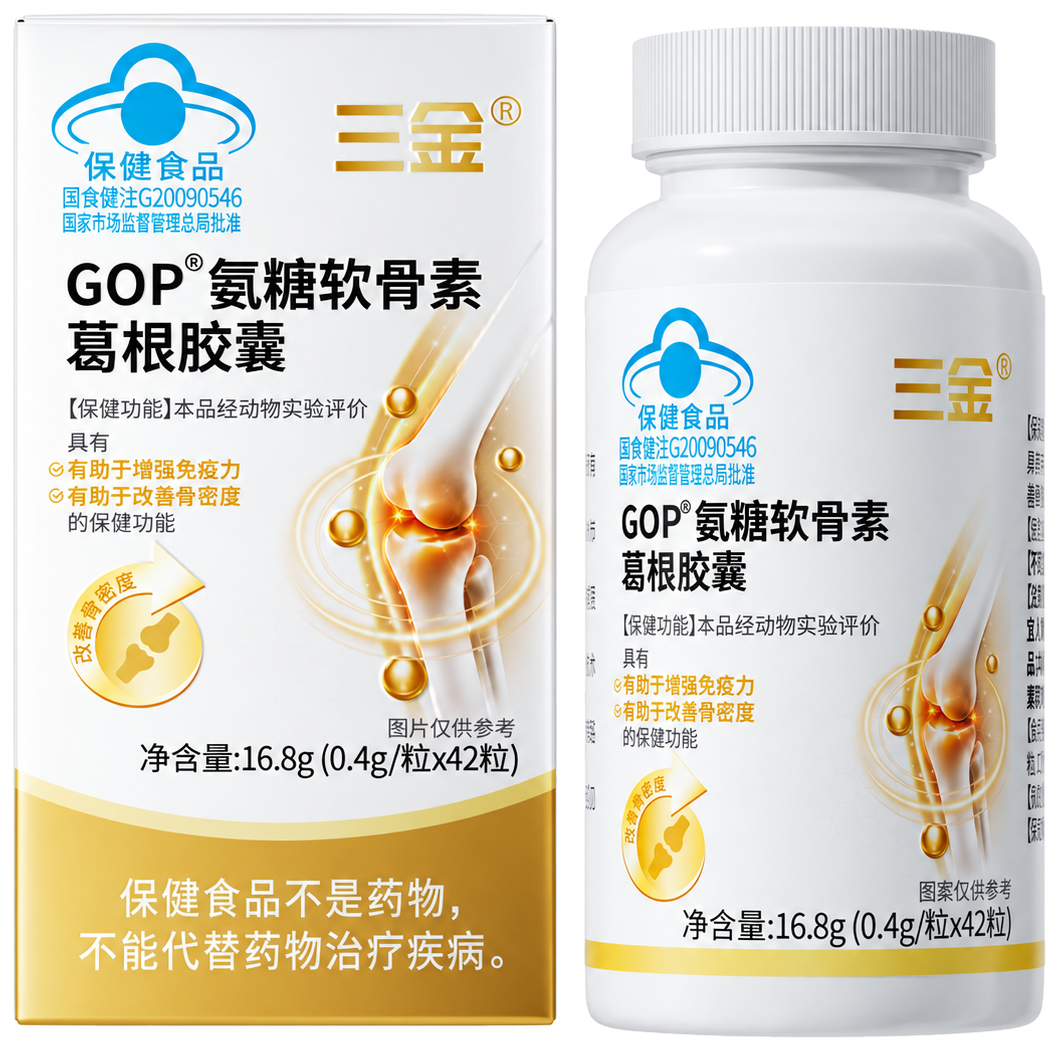 保健食品
国食健注G20090546
国家市场监督管理总局批准
三金®
GOP®氨糖软骨素
葛根胶囊
【保健功能】本品经动物实验评价
具有
有助于增强免疫力
有助于改善骨密度
的保健功能
改善骨密度
图片仅供参考
净含量:16.8g (0.4g/粒x42粒)
保健食品不是药物，
不能代替药物治疗疾病。
保健食品
国食健注G20090546
国家市场监督管理总局批准
三金®
GOP®氨糖软骨素
葛根胶囊
【保健功能】本品经动物实验评价
具有
有助于增强免疫力
有助于改善骨密度
的保健功能
改善骨密度
图案仅供参考
净含量:16.8g (0.4g/粒x42粒)